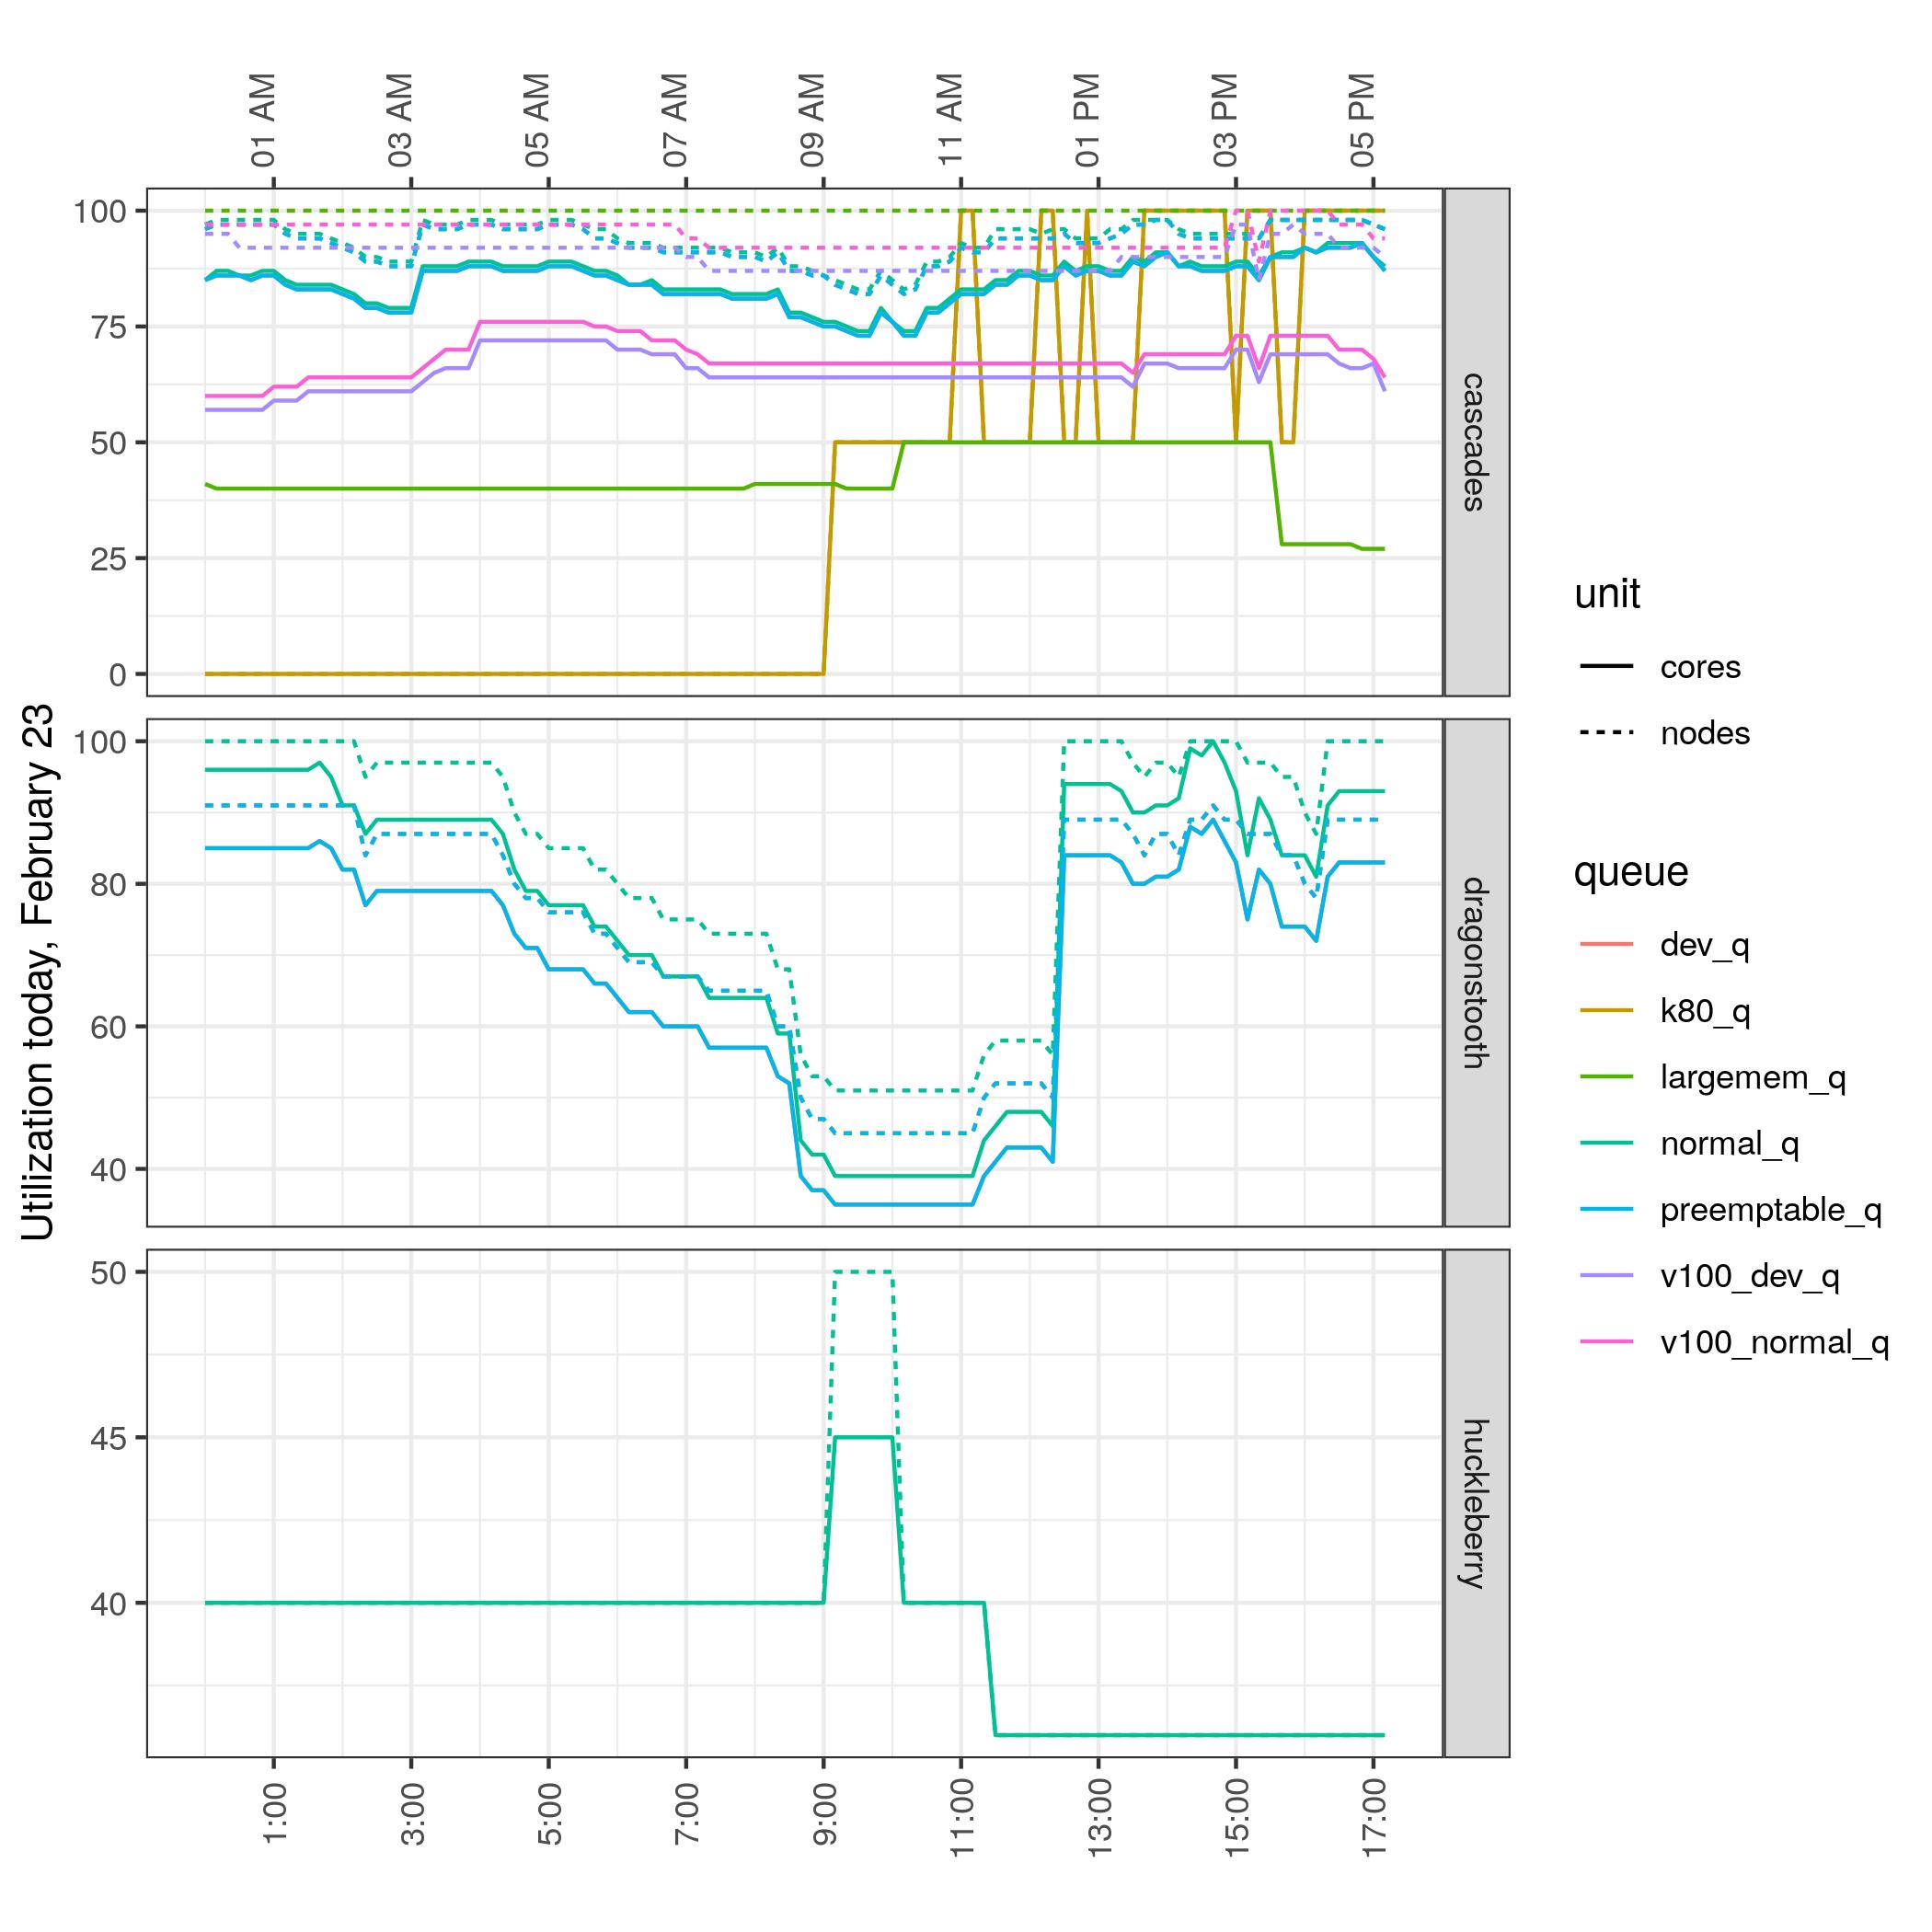 01 AM
03 AM
05 AM
07 AM
09 AM
11 AM
01 PM
03 PM
05 PM
Utilization today, February 23
100
75
50
25
0
cascades
100
80
60
40
dragonstooth
50
45
40
huckleberry
1:00
3:00
5:00
7:00
9:00
11:00
13:00
15:00
17:00
unit
cores
nodes
queue
dev_q
k80_q
largemem_q
normal_q
preemptable_q
v100_dev_q
v100_normal_q